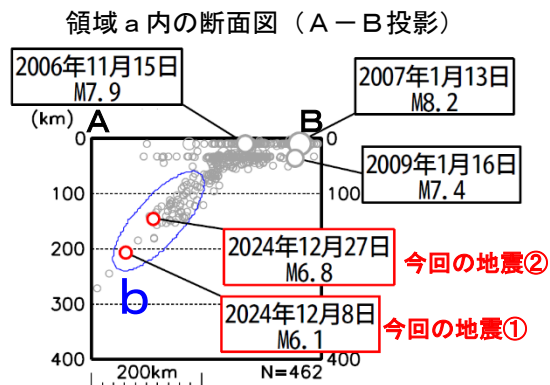 領域a内の断面図（A－B投影）
2006年11月15日
M7.9
2007年1月13日
M8.2
(km)
A
B
0
0
2009年1月16日
M7.4
100
100
200
2024年12月27日
M6.8
今回の地震②
b
300
2024年12月8日
M6.1
今回の地震①
400
400
200km
N=462